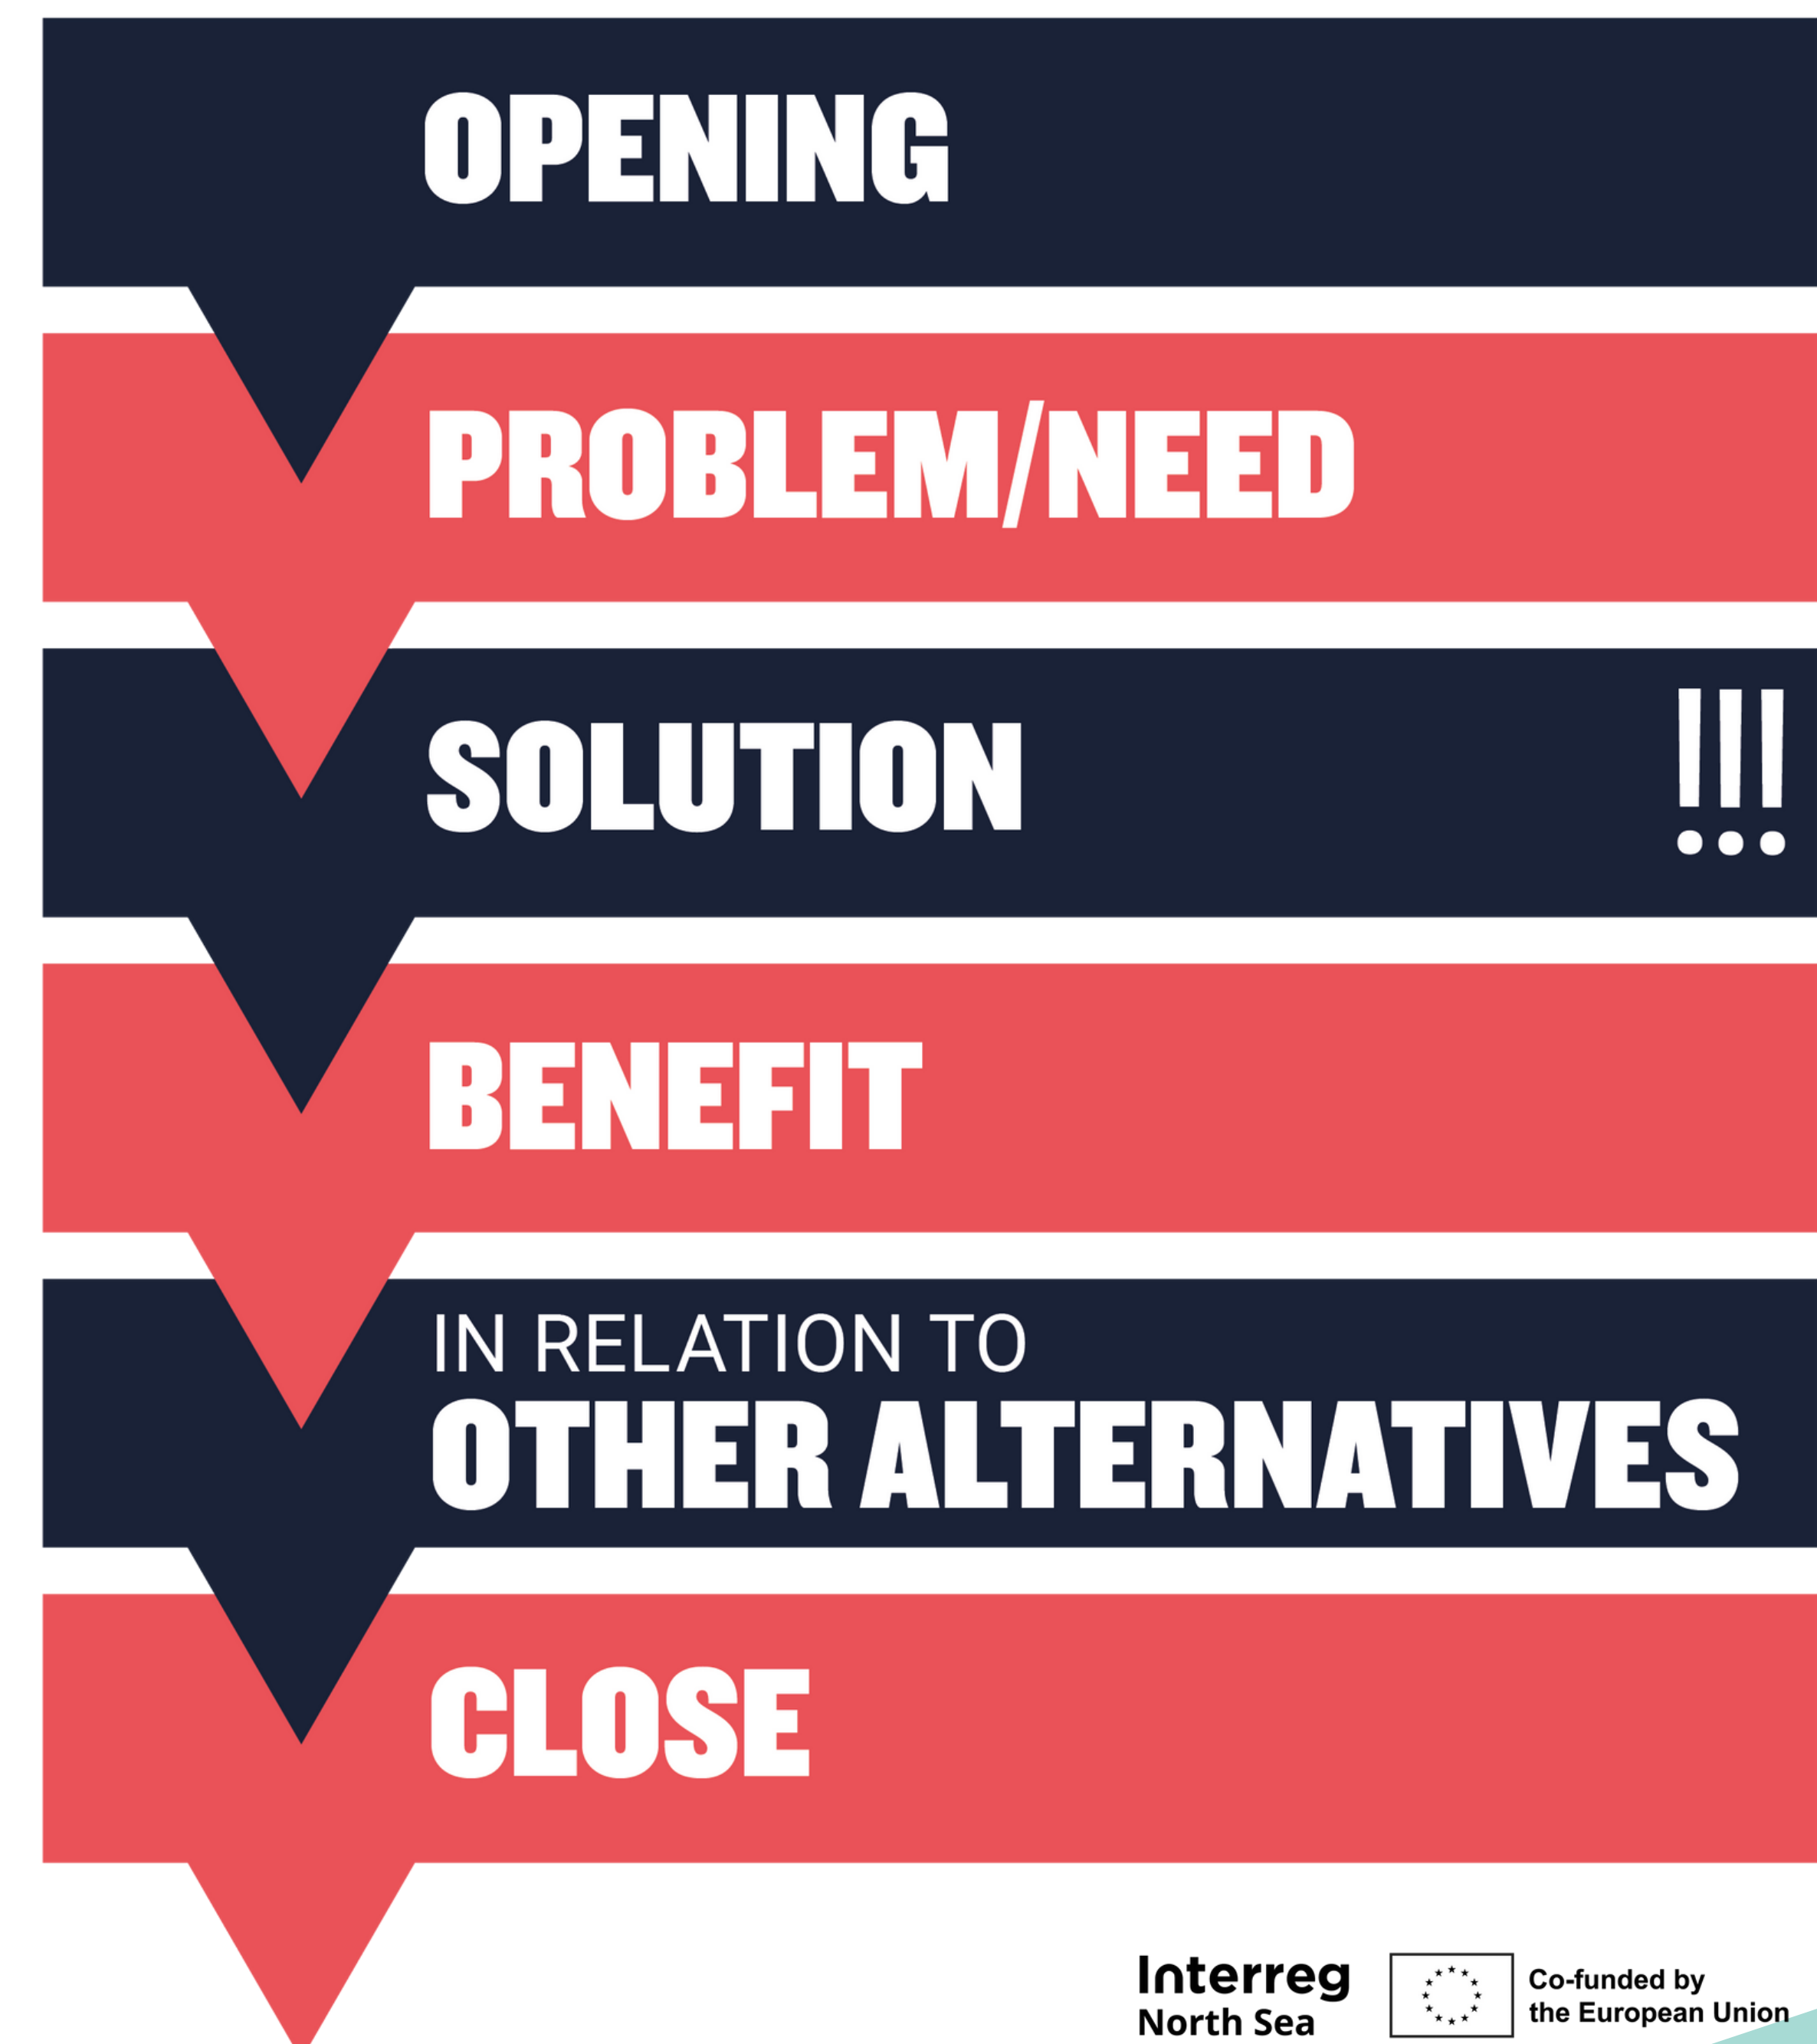 OPENING
PROBLEM/NEED
SOLUTION !!!
BENEFIT
IN RELATION TO
OTHER ALTERNATIVES
CLOSE
Interreg
North Sea
Co-funded by
the European Union